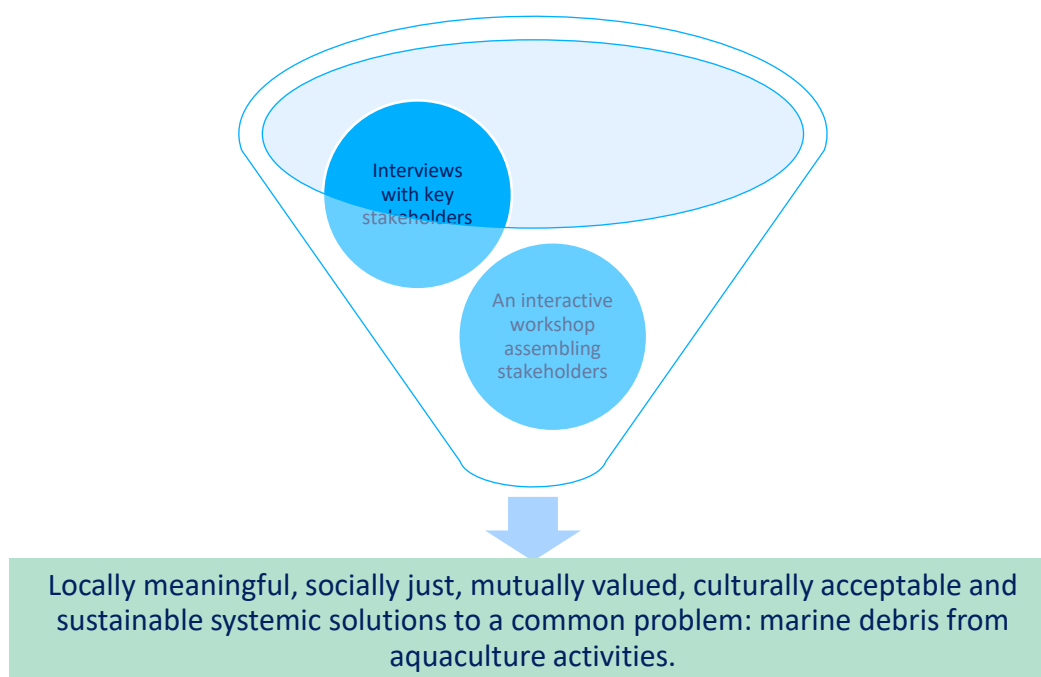 Interviews
with key
stakeholders
An interactive
workshop
assembling
stakeholders
Locally meaningful, socially just, mutually valued, culturally acceptable and
sustainable systemic solutions to a common problem: marine debris from
aquaculture activities.